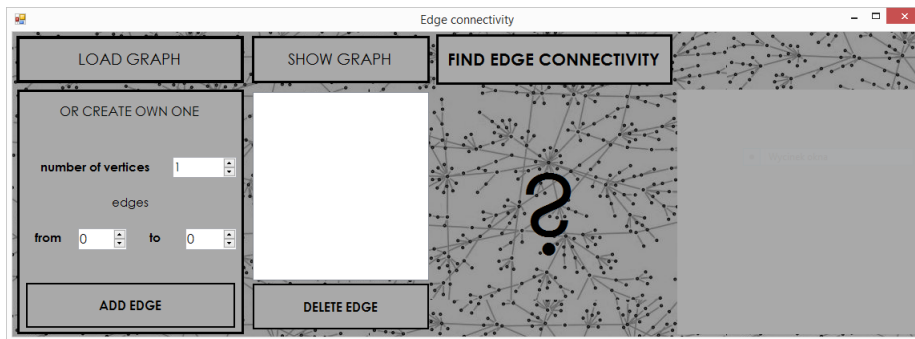 Edge connectivity
LOAD GRAPH
SHOW GRAPH
FIND EDGE CONNECTIVITY
OR CREATE OWN ONE
number of vertices 1
edges
from 0 to 0
ADD EDGE
DELETE EDGE
?